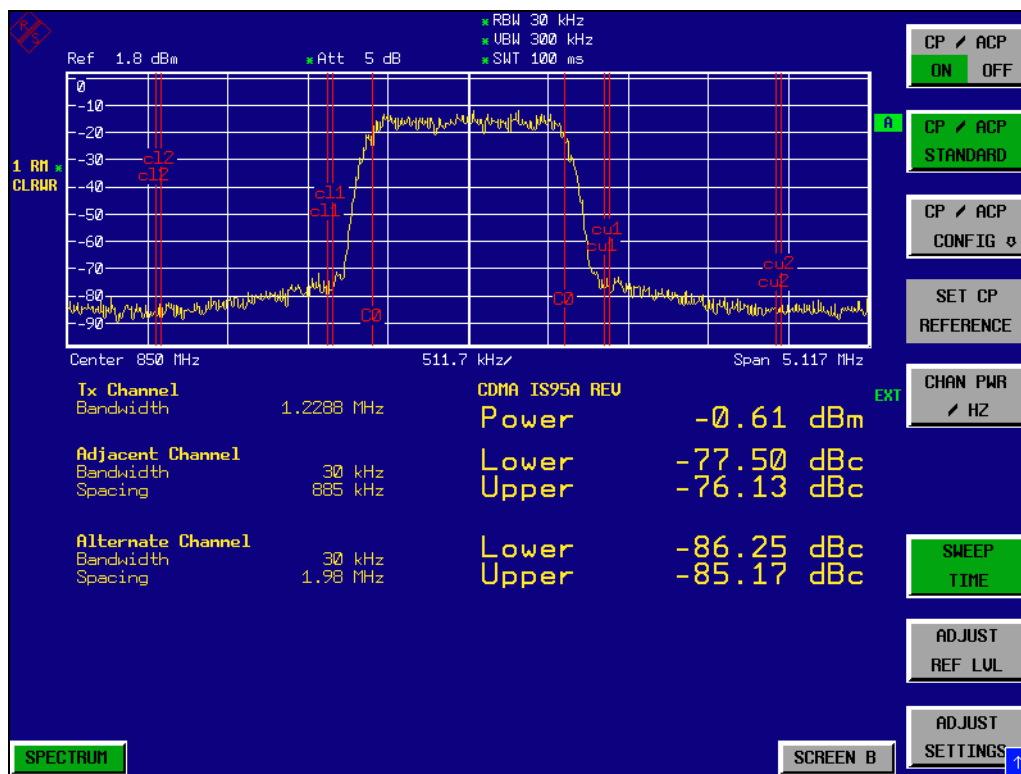 R S
* RBW 30 kHz
* VBW 300 kHz
Ref 1.8 dBm * Att 5 dB * SWT 100 ms
0
-10
-20
-30
-40
-50
-60
-70
-80
-90
1 RM *
CLRWR
A
cl2
cl2
cl1
cl1
C0
C0
cu1
cu1
cu2
cu2
Center 850 MHz 511.7 kHz/ Span 5.117 MHz
EXT
Tx Channel CDMA IS95A REV
Bandwidth 1.2288 MHz Power -0.61 dBm
Adjacent Channel Lower -77.50 dBc
Bandwidth 30 kHz
Spacing 885 kHz Upper -76.13 dBc
Alternate Channel Lower -86.25 dBc
Bandwidth 30 kHz
Spacing 1.98 MHz Upper -85.17 dBc
CP / ACP
ON OFF
CP / ACP
STANDARD
CP / ACP
CONFIG
SET CP
REFERENCE
CHAN PWR
/ HZ
SWEEP
TIME
ADJUST
REF LVL
ADJUST
SETTINGS
SPECTRUM SCREEN B